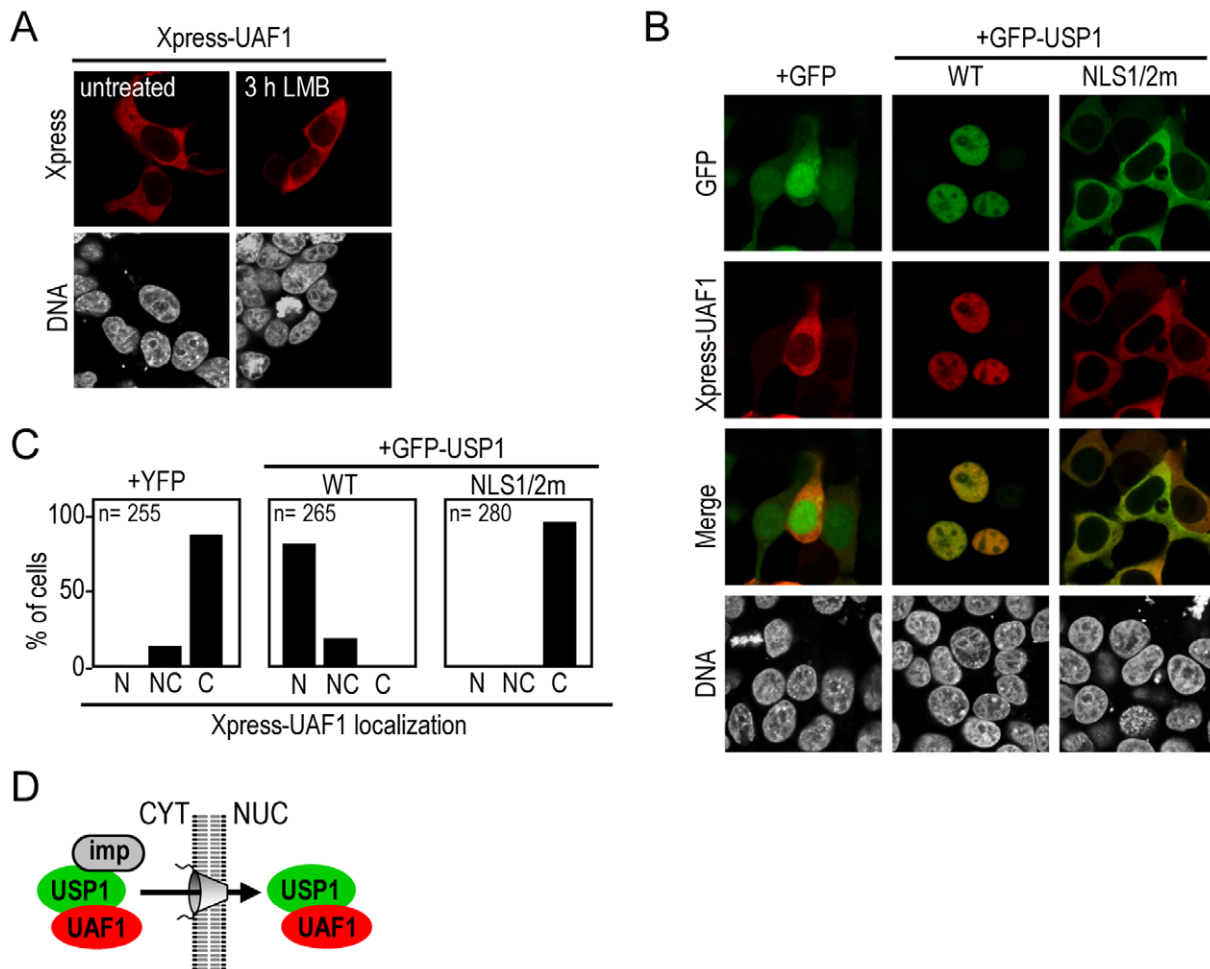 A
Xpress-UAF1
untreated
3 h LMB
Xpress
DNA
B
+GFP-USP1
+GFP
WT
NLS1/2m
GFP
Xpress-UAF1
Merge
DNA
C
+GFP-USP1
+YFP
WT
NLS1/2m
n= 255
n= 265
n= 280
% of cells
100
50
0
N NC C
N NC C
N NC C
Xpress-UAF1 localization
D
CYT NUC
imp
USP1
UAF1
USP1
UAF1